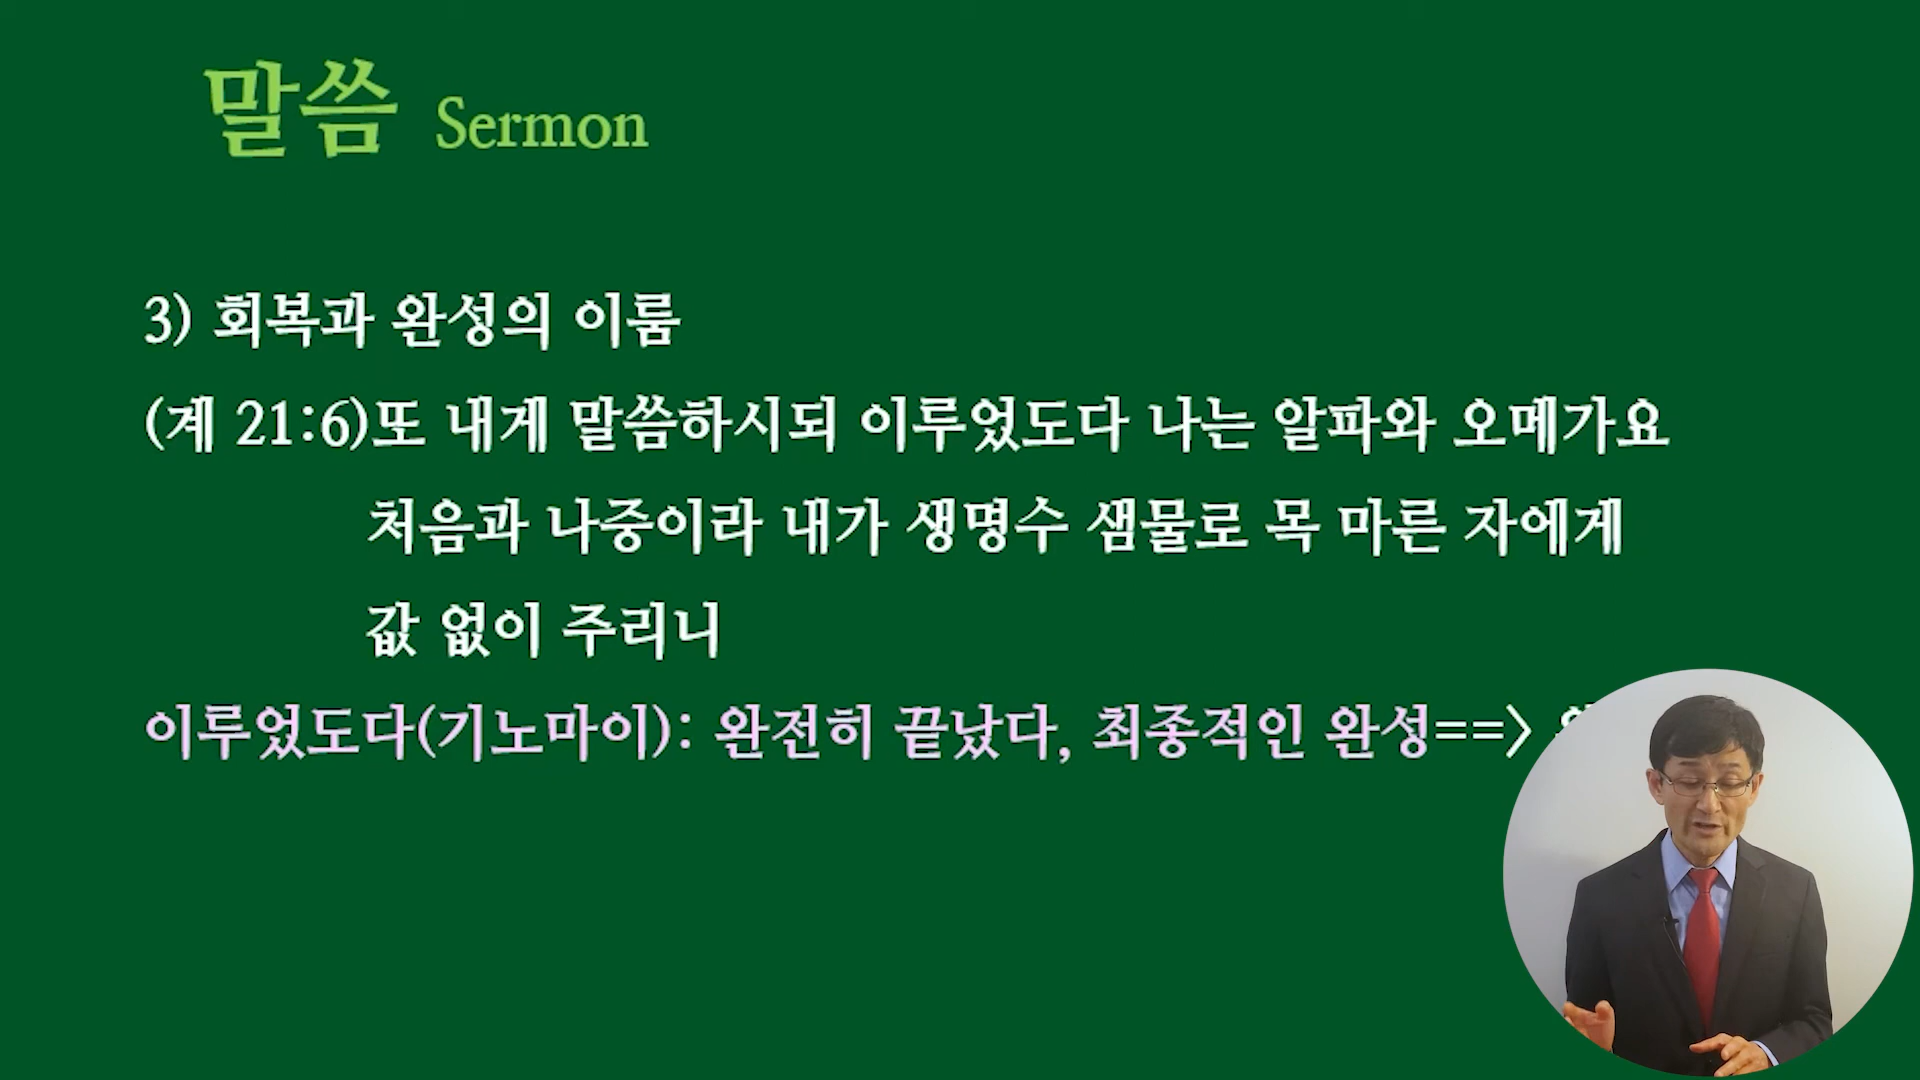 말씀 Sermon
3) 회복과 완성의 이룸
(계 21:6)또 내게 말씀하시되 이루었도다 나는 알파와 오메가요
처음과 나중이라 내가 생명수 샘물로 목 마른 자에게
값 없이 주리니
이루었도다(기노마이): 완전히 끝났다, 최종적인 완성==>